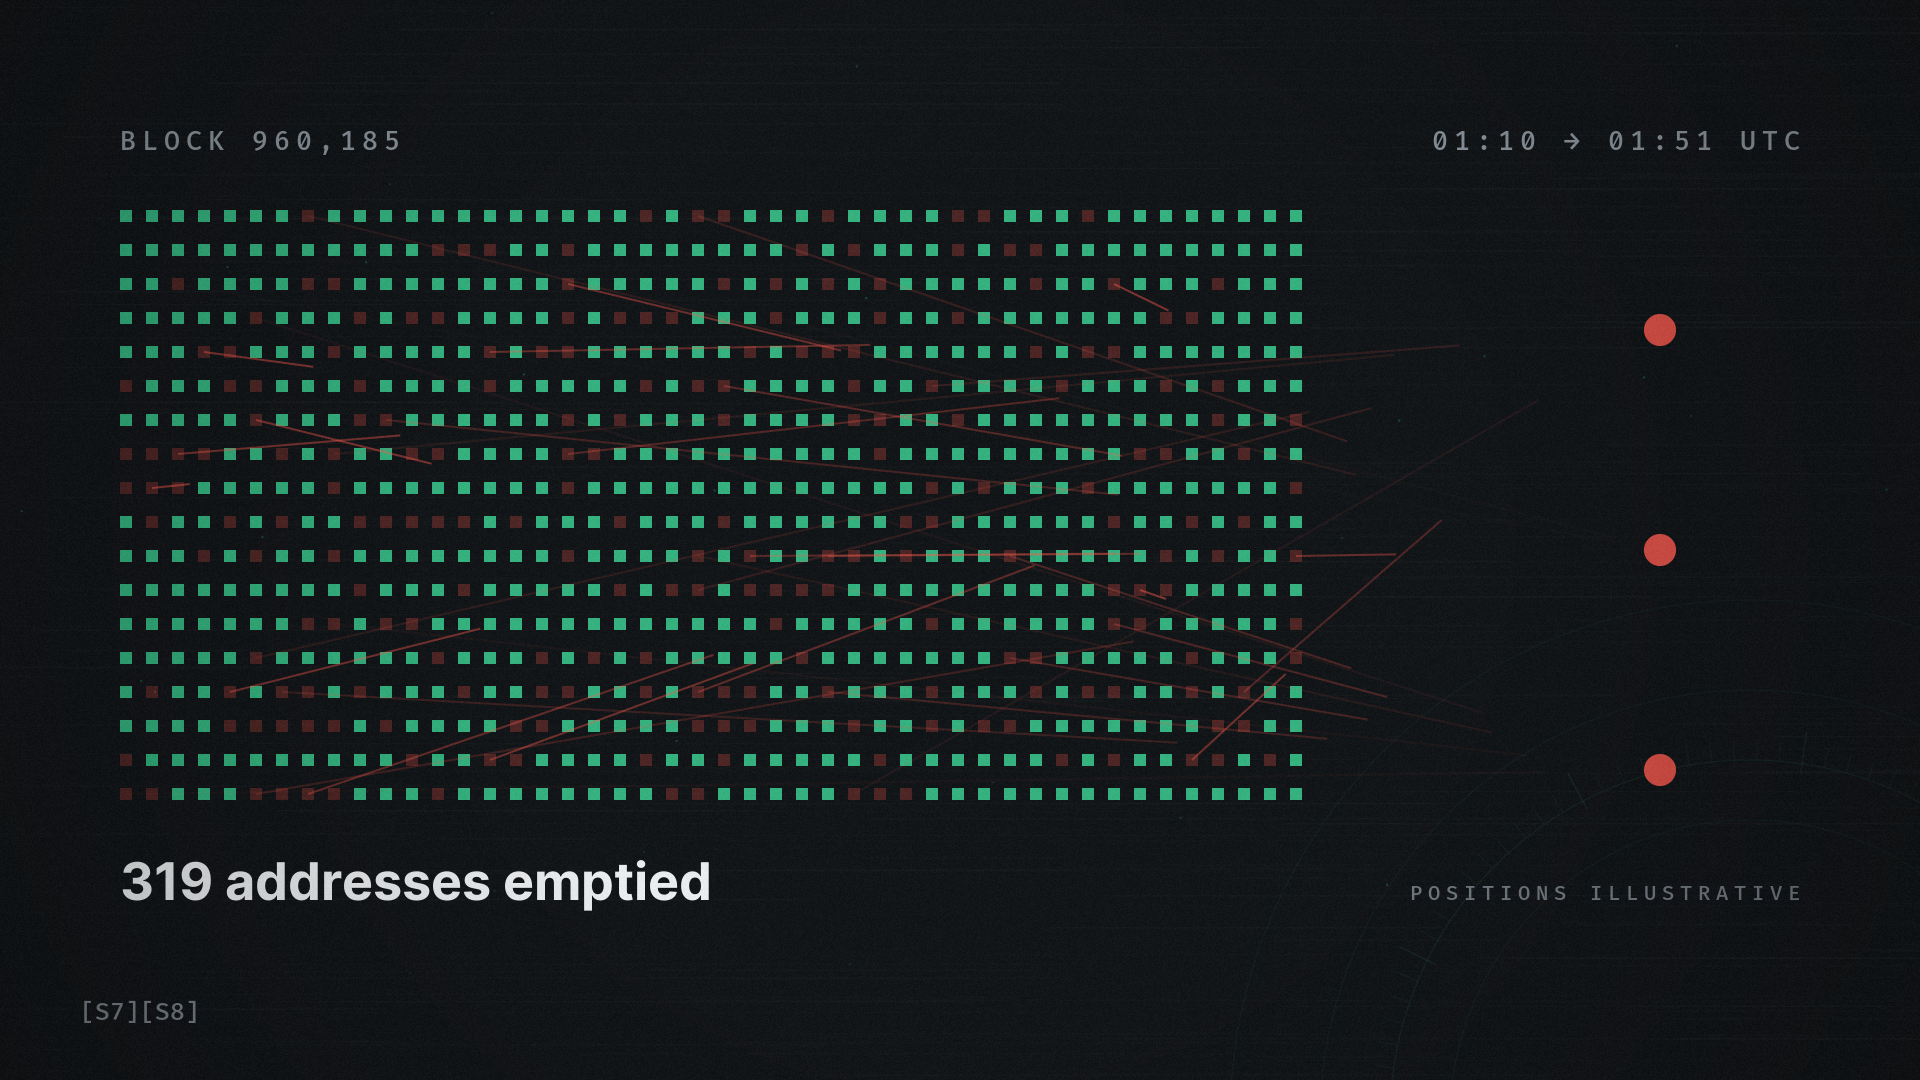 BLOCK 960,185
01:10 → 01:51 UTC
319 addresses emptied
POSITIONS ILLUSTRATIVE
[S7][S8]